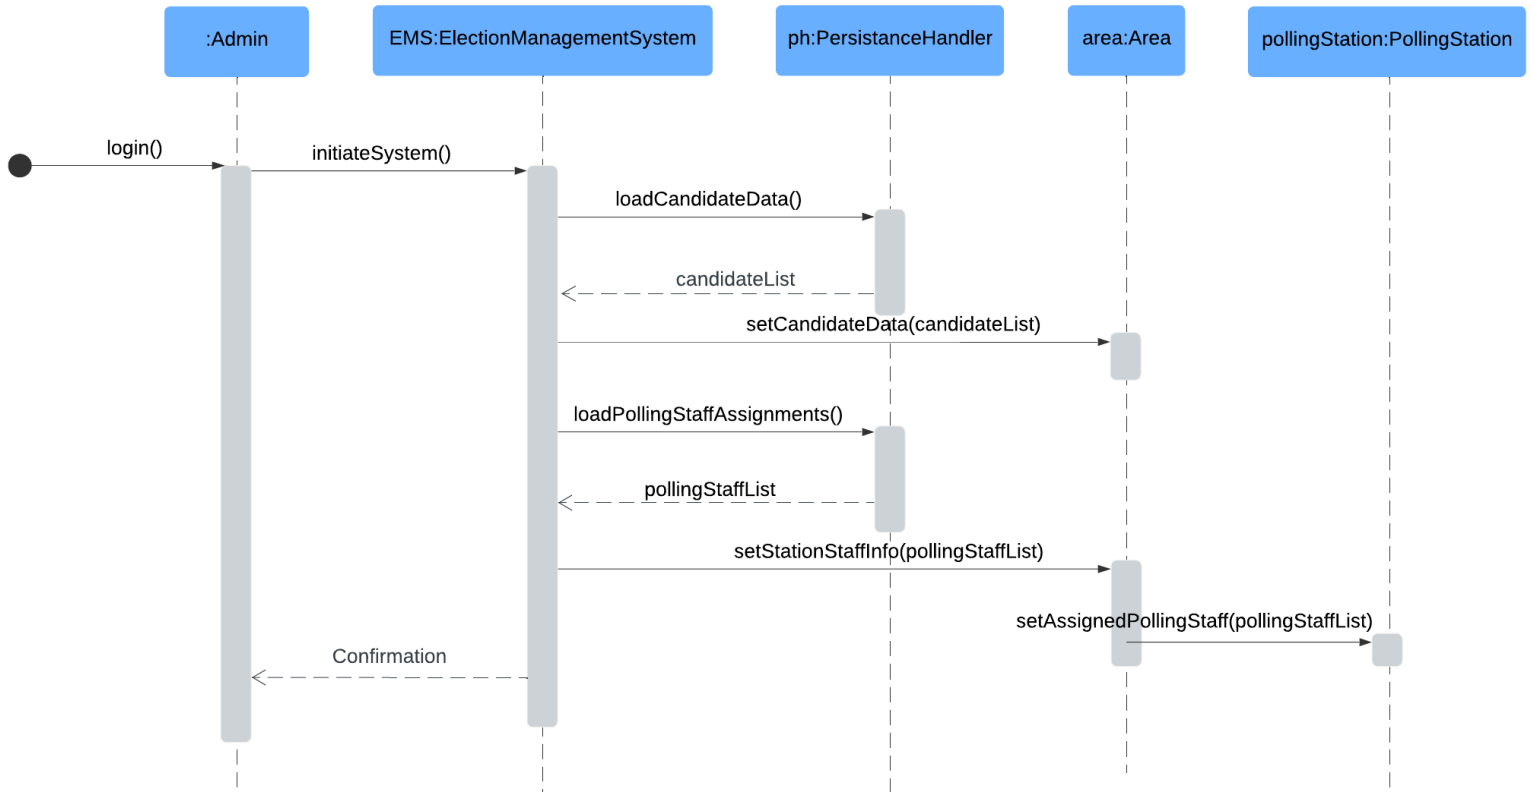 :Admin
EMS:ElectionManagementSystem
ph:PersistanceHandler
area:Area
pollingStation:PollingStation
login()
initiateSystem()
loadCandidateData()
candidateList
setCandidateData(candidateList)
loadPollingStaffAssignments()
pollingStaffList
setStationStaffInfo(pollingStaffList)
setAssignedPollingStaff(pollingStaffList)
Confirmation